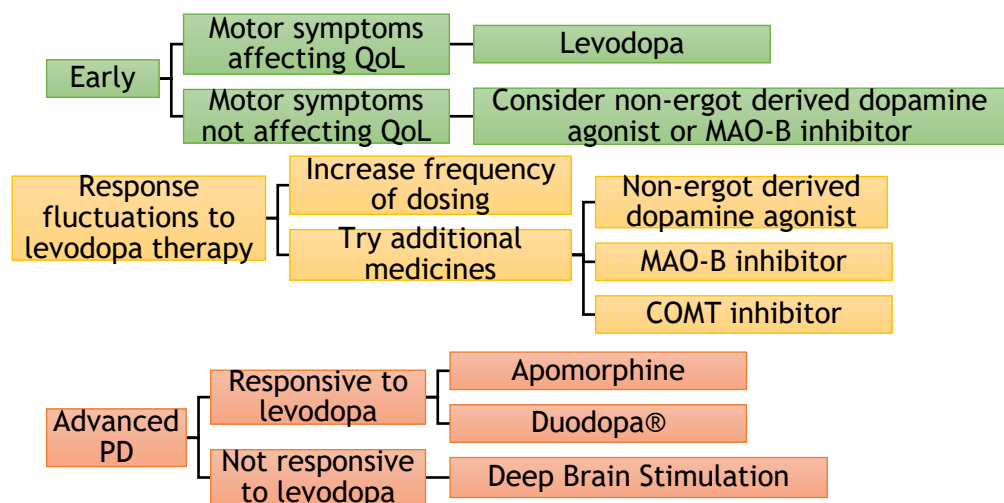 Early
Motor symptoms
affecting QoL
Levodopa
Motor symptoms
not affecting QoL
Consider non-ergot derived dopamine
agonist or MAO-B inhibitor
Response
fluctuations to
levodopa therapy
Increase frequency
of dosing
Try additional
medicines
Non-ergot derived
dopamine agonist
MAO-B inhibitor
COMT inhibitor
Advanced
PD
Responsive to
levodopa
Apomorphine
Duodopa®
Not responsive
to levodopa
Deep Brain Stimulation